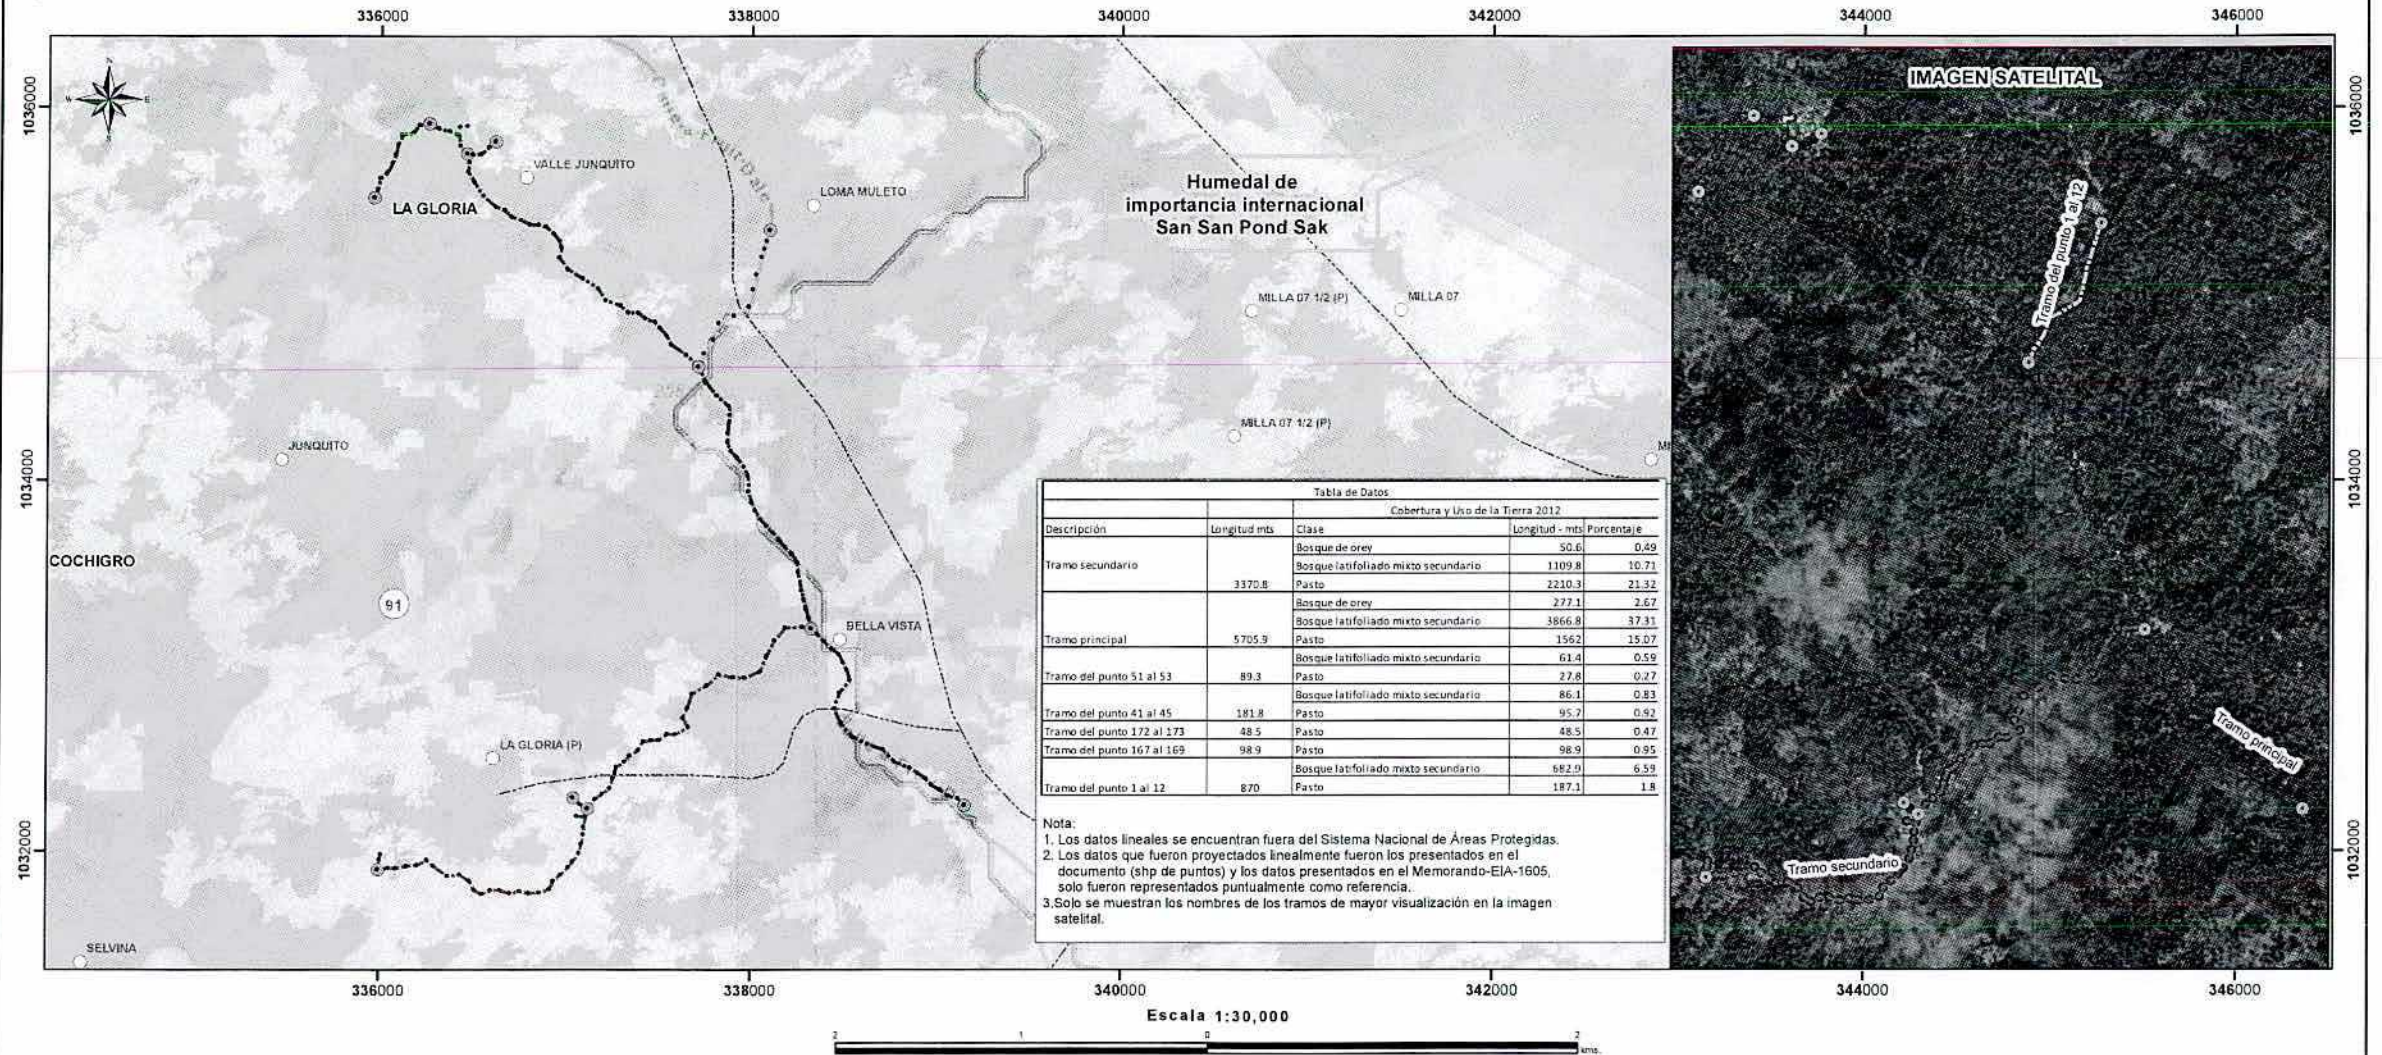 336000 338000 340000 342000 344000 346000
1036000
1034000
1032000
N
W E
S
VALLE JUNQUITO
LA GLORIA
LOMA MULETO
Humedal de
importancia internacional
San San Pond Sak
MILLA 07 1/2 (P)
MILLA 07
MILLA 07 1/2 (P)
JUNQUITO
COCHIGRO
91
BELLA VISTA
LA GLORIA (P)
SELVINA
Tabla de Datos
Cobertura y Uso de la Tierra 2012
Descripción Longitud mts Clase Longitud - mts Porcentaje
Bosque de orey 50.6 0.49
Tramo secundario Bosque latifoliado mixto secundario 1109.8 10.71
3370.8 Pasto 2210.3 21.32
Bosque de orey 277.1 2.67
Bosque latifoliado mixto secundario 3866.8 37.31
Tramo principal 5705.9 Pasto 1562 15.07
Bosque latifoliado mixto secundario 61.4 0.59
Tramo del punto 51 al 53 89.3 Pasto 27.8 0.27
Bosque latifoliado mixto secundario 86.1 0.83
Tramo del punto 41 al 45 181.8 Pasto 95.7 0.92
Tramo del punto 172 al 173 48.5 Pasto 48.5 0.47
Tramo del punto 167 al 169 98.9 Pasto 98.9 0.95
Bosque latifoliado mixto secundario 682.9 6.59
Tramo del punto 1 al 12 870 Pasto 187.1 1.8
Nota:
1. Los datos lineales se encuentran fuera del Sistema Nacional de Áreas Protegidas.
2. Los datos que fueron proyectados linealmente fueron los presentados en el
documento (shp de puntos) y los datos presentados en el Memorando-EIA-1605,
solo fueron representados puntualmente como referencia.
3.Solo se muestran los nombres de los tramos de mayor visualización en la imagen
satelital.
IMAGEN SATELITAL
Tramo del punto 1 al 12
Tramo principal
Tramo secundario
1036000
1034000
1032000
336000 338000 340000 342000 344000 346000
Escala 1:30,000
2 1 0 2
kms.